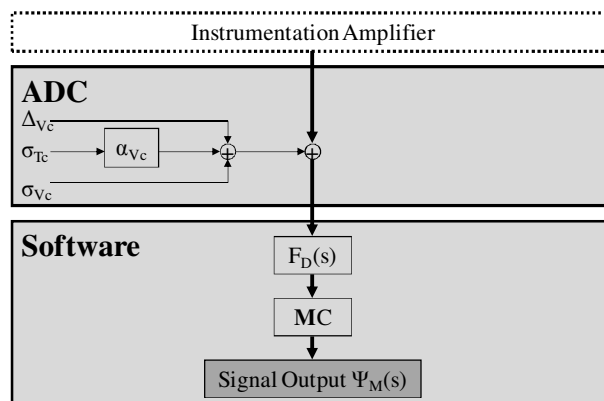 Instrumentation Amplifier
ADC
Δ_Vc
σ_Tc
α_Vc
σ_Vc
Software
F_D(s)
MC
Signal Output Ψ_M(s)